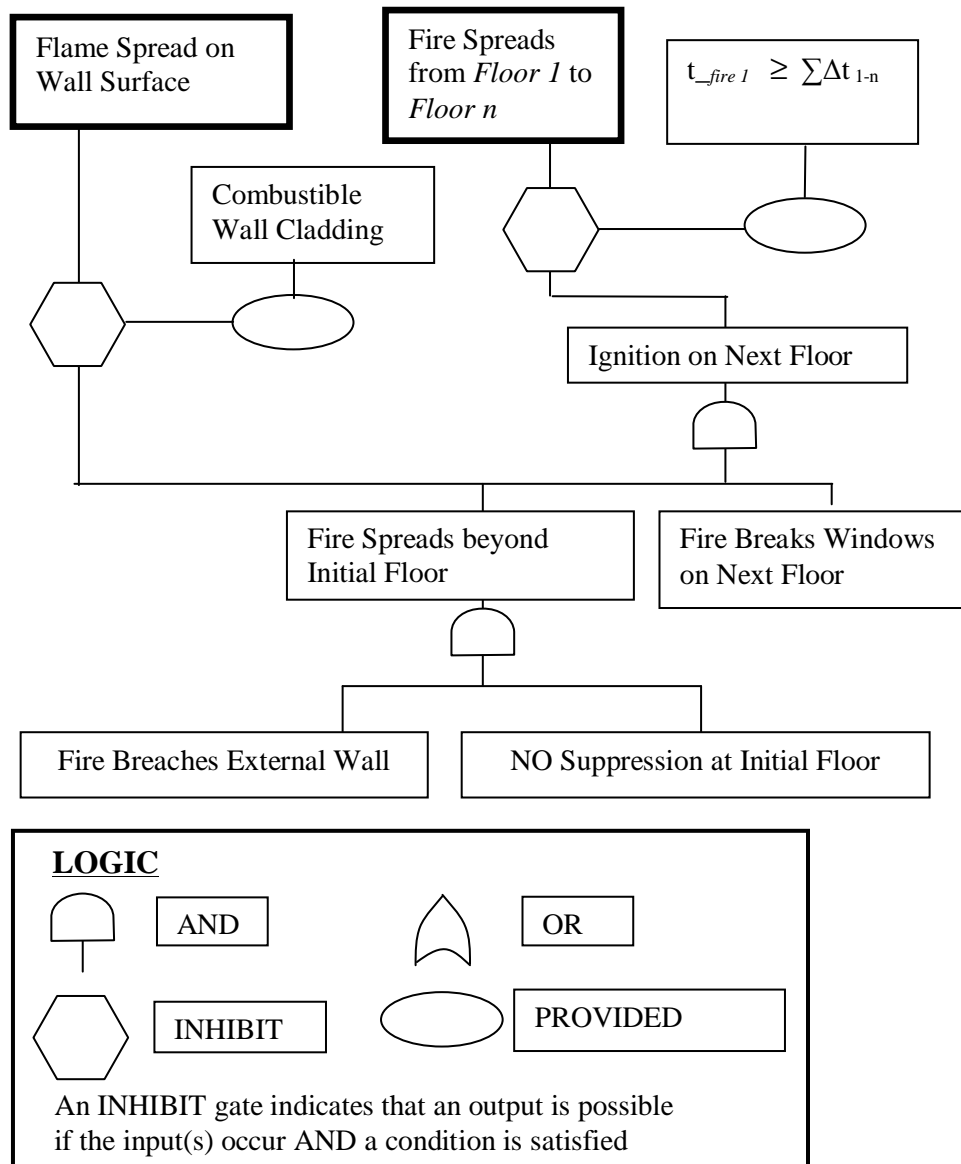 Flame Spread on
Wall Surface
Fire Spreads
from Floor 1 to
Floor n
t_fire 1 ≥ ∑Δt 1-n
Combustible
Wall Cladding
Ignition on Next Floor
Fire Spreads beyond
Initial Floor
Fire Breaks Windows
on Next Floor
Fire Breaches External Wall
NO Suppression at Initial Floor
LOGIC
AND
OR
INHIBIT
PROVIDED
An INHIBIT gate indicates that an output is possible
if the input(s) occur AND a condition is satisfied